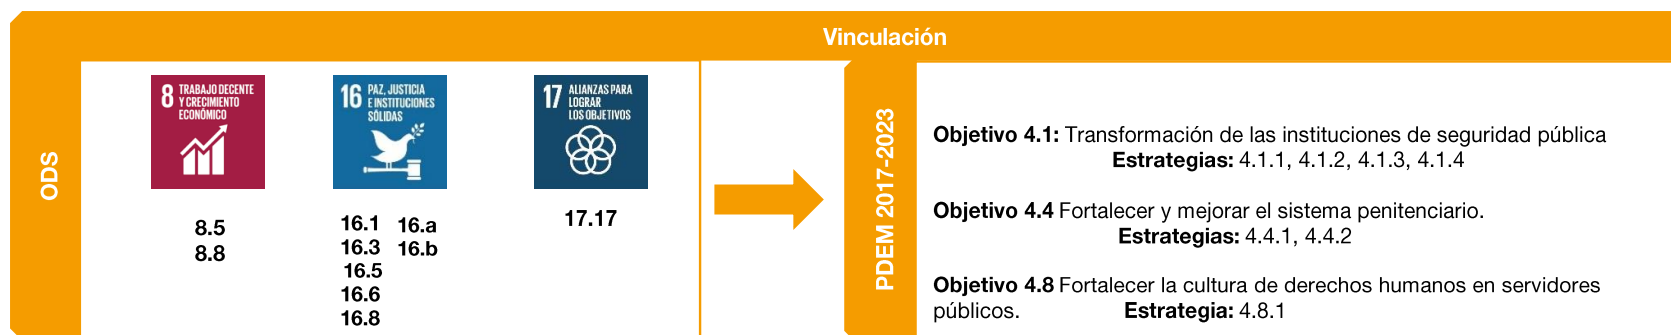 Vinculación
ODS
8 TRABAJO DECENTE
Y CRECIMIENTO
ECONÓMICO
8.5
8.8
16 PAZ, JUSTICIA
E INSTITUCIONES
SÓLIDAS
16.1 16.a
16.3 16.b
16.5
16.6
16.8
17 ALIANZAS PARA
LOGRAR
LOS OBJETIVOS
17.17
PDEM 2017-2023
Objetivo 4.1: Transformación de las instituciones de seguridad pública
Estrategias: 4.1.1, 4.1.2, 4.1.3, 4.1.4
Objetivo 4.4 Fortalecer y mejorar el sistema penitenciario.
Estrategias: 4.4.1, 4.4.2
Objetivo 4.8 Fortalecer la cultura de derechos humanos en servidores
públicos. Estrategia: 4.8.1